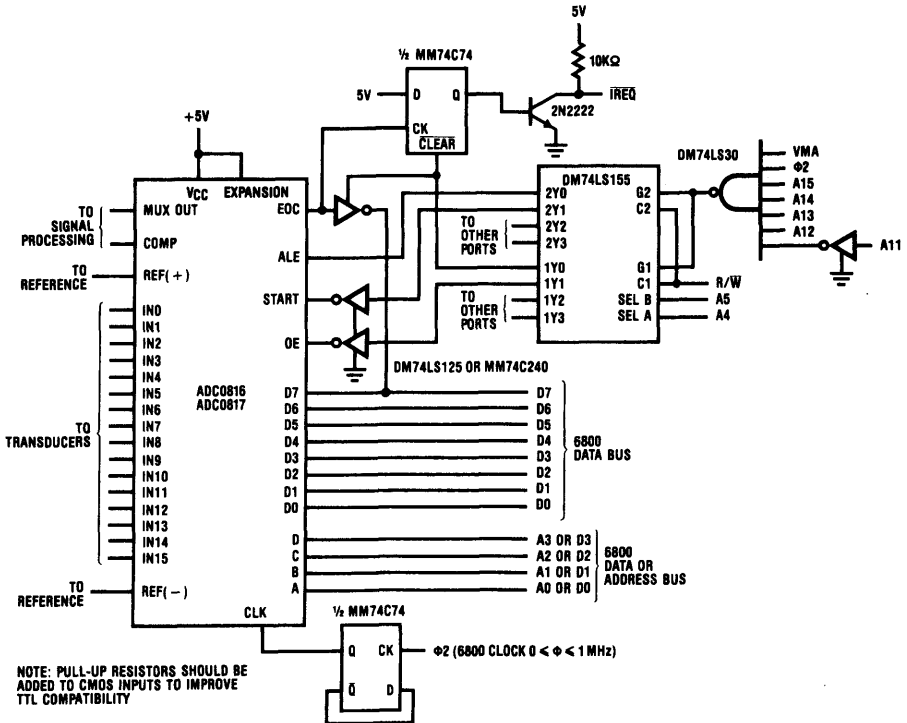 5V
10KΩ
½ MM74C74
5V
D
Q
IREQ
2N2222
CK
CLEAR
+5V
DM74LS30
VCC
EXPANSION
MUX OUT
EOC
COMP
TO
SIGNAL
PROCESSING
ALE
TO
REFERENCE
REF(+)
START
OE
DM74LS155
2Y0
2Y1
2Y2
2Y3
1Y0
1Y1
1Y2
1Y3
TO
OTHER
PORTS
TO
OTHER
PORTS
G2
C2
G1
C1
SEL B
SEL A
VMA
Φ2
A15
A14
A13
A12
A11
R/W
A5
A4
DM74LS125 OR MM74C240
IN0
IN1
IN2
IN3
IN4
IN5
IN6
IN7
IN8
IN9
IN10
IN11
IN12
IN13
IN14
IN15
TO
TRANSDUCERS
ADC0816
ADC0817
D7
D6
D5
D4
D3
D2
D1
D0
D7
D6
D5
D4
D3
D2
D1
D0
6800
DATA BUS
D
C
B
A
A3 OR D3
A2 OR D2
A1 OR D1
A0 OR D0
6800
DATA OR
ADDRESS BUS
TO
REFERENCE
REF(−)
CLK
½ MM74C74
Q
CK
Q̅
D
Φ2 (6800 CLOCK 0 ≤ Φ ≤ 1 MHz)
NOTE: PULL-UP RESISTORS SHOULD BE
ADDED TO CMOS INPUTS TO IMPROVE
TTL COMPATIBILITY